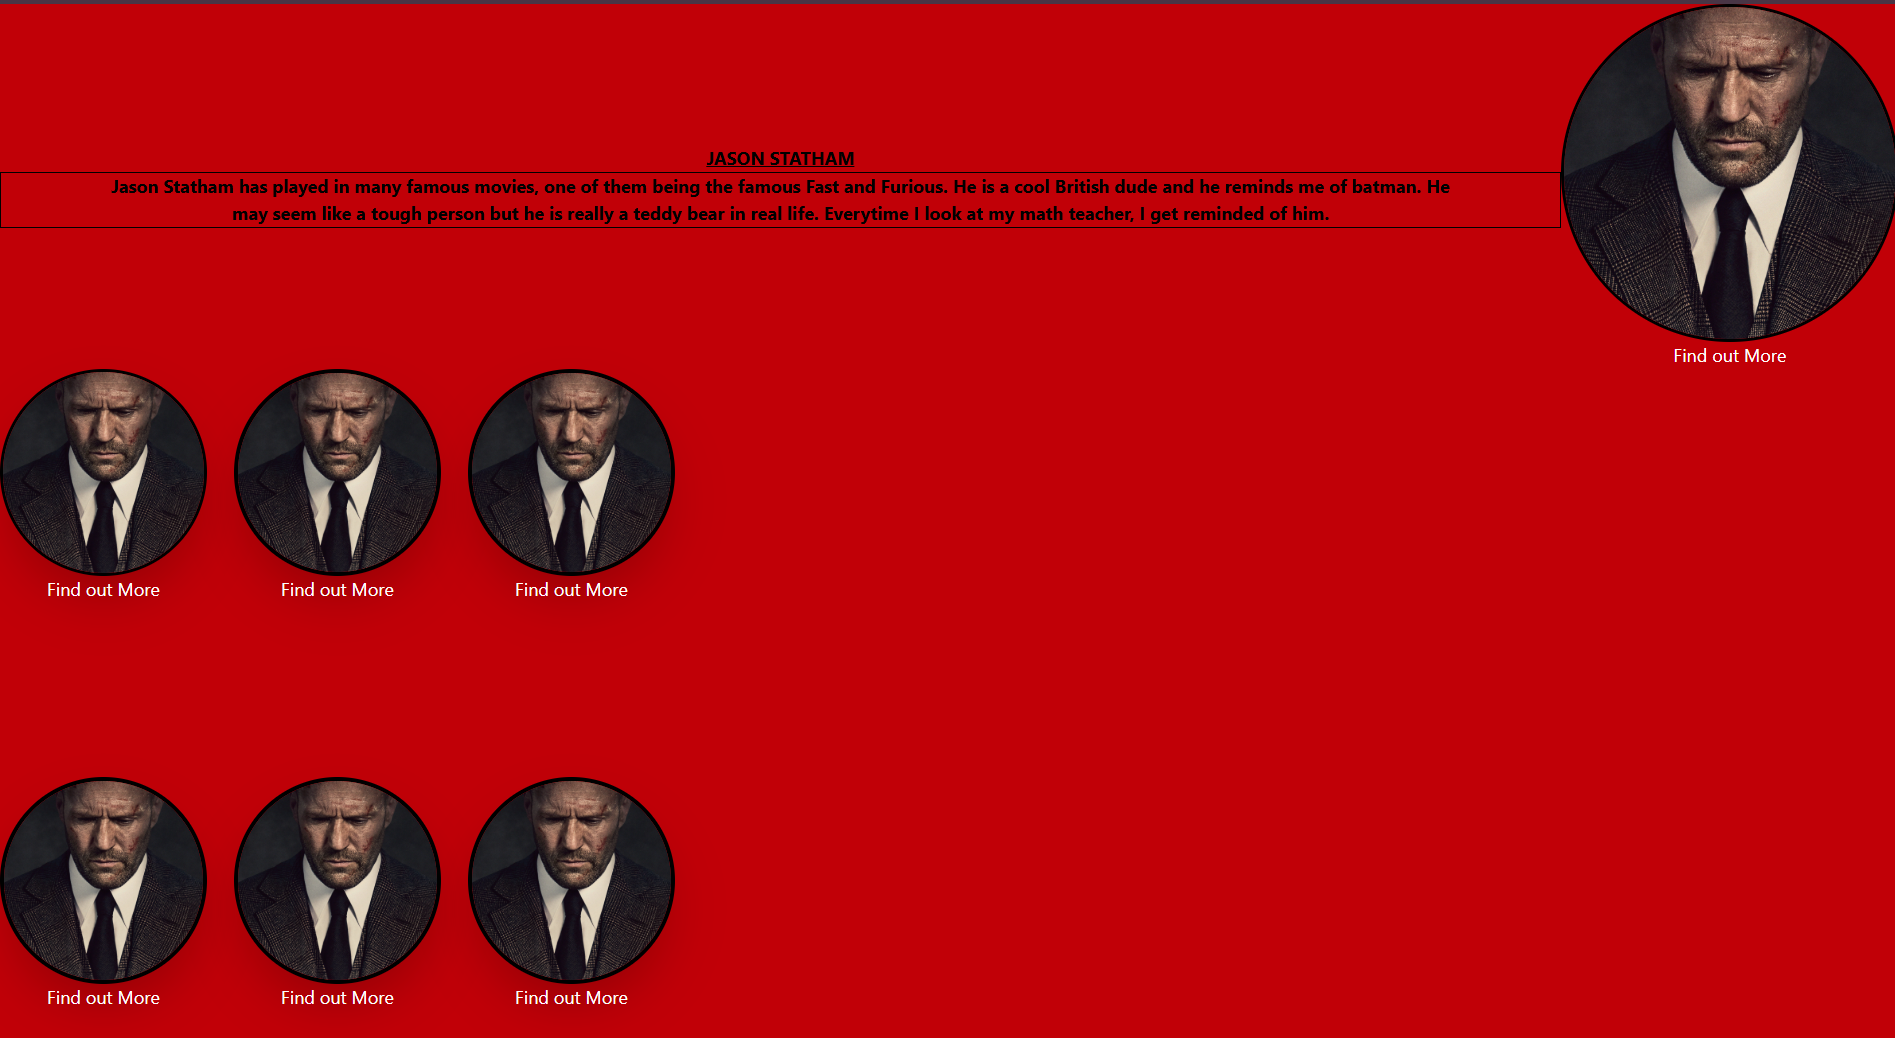 JASON STATHAM
Jason Statham has played in many famous movies, one of them being the famous Fast and Furious. He is a cool British dude and he reminds me of batman. He
may seem like a tough person but he is really a teddy bear in real life. Everytime I look at my math teacher, I get reminded of him.
Find out More
Find out More
Find out More
Find out More
Find out More
Find out More
Find out More